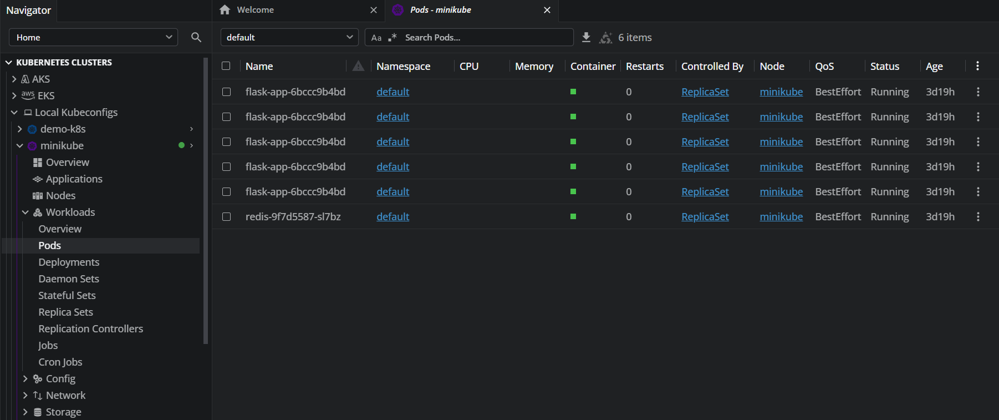 Navigator
Welcome
Pods - minikube
Home
default
Aa .* Search Pods...
6 items
KUBERNETES CLUSTERS
AKS
aws EKS
Local Kubeconfigs
demo-k8s
minikube
Overview
Applications
Nodes
Workloads
Overview
Pods
Deployments
Daemon Sets
Stateful Sets
Replica Sets
Replication Controllers
Jobs
Cron Jobs
Config
Network
Storage
Name Namespace CPU Memory Container Restarts Controlled By Node QoS Status Age
flask-app-6bccc9b4bd default 0 ReplicaSet minikube BestEffort Running 3d19h
flask-app-6bccc9b4bd default 0 ReplicaSet minikube BestEffort Running 3d19h
flask-app-6bccc9b4bd default 0 ReplicaSet minikube BestEffort Running 3d19h
flask-app-6bccc9b4bd default 0 ReplicaSet minikube BestEffort Running 3d19h
flask-app-6bccc9b4bd default 0 ReplicaSet minikube BestEffort Running 3d19h
redis-9f7d5587-sl7bz default 0 ReplicaSet minikube BestEffort Running 3d19h